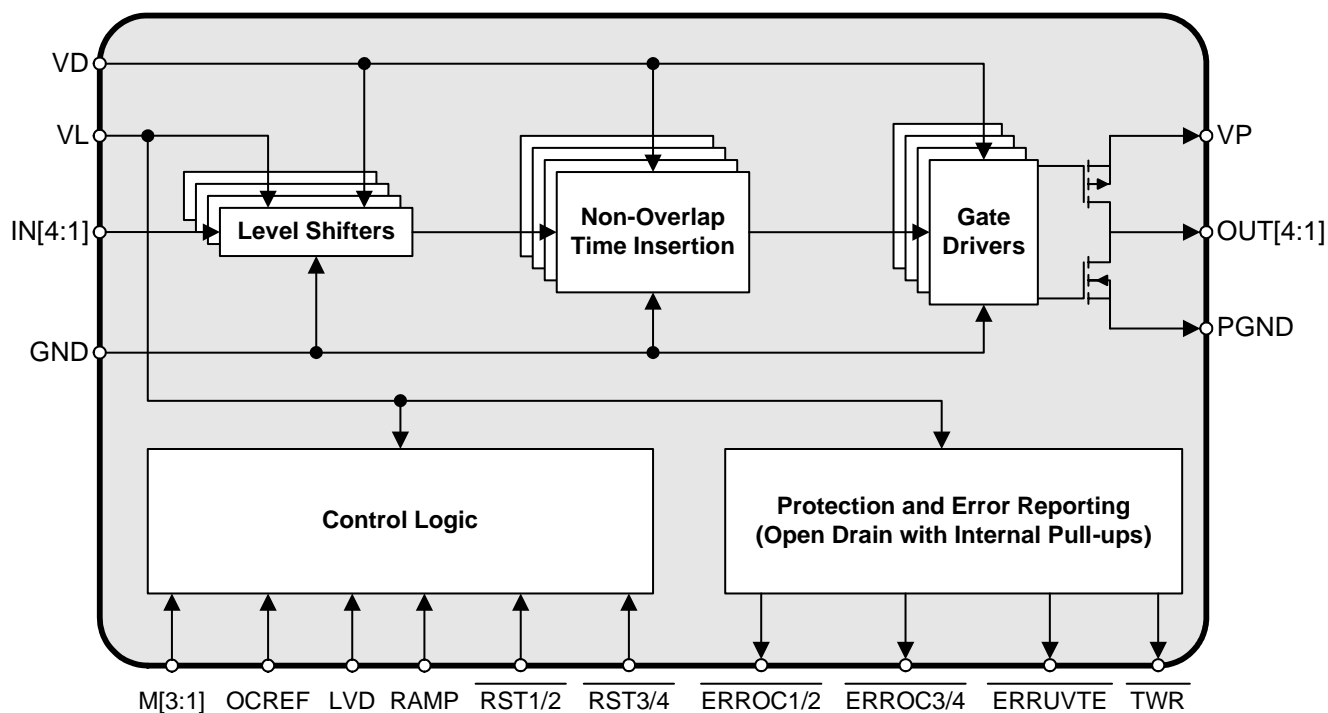 VD
VL
VP
IN[4:1]
Level Shifters
Non-Overlap
Time Insertion
Gate
Drivers
OUT[4:1]
GND
PGND
Control Logic
Protection and Error Reporting
(Open Drain with Internal Pull-ups)
M[3:1] OCREF LVD RAMP RST1/2 RST3/4 ERROC1/2 ERROC3/4 ERRUVTE TWR